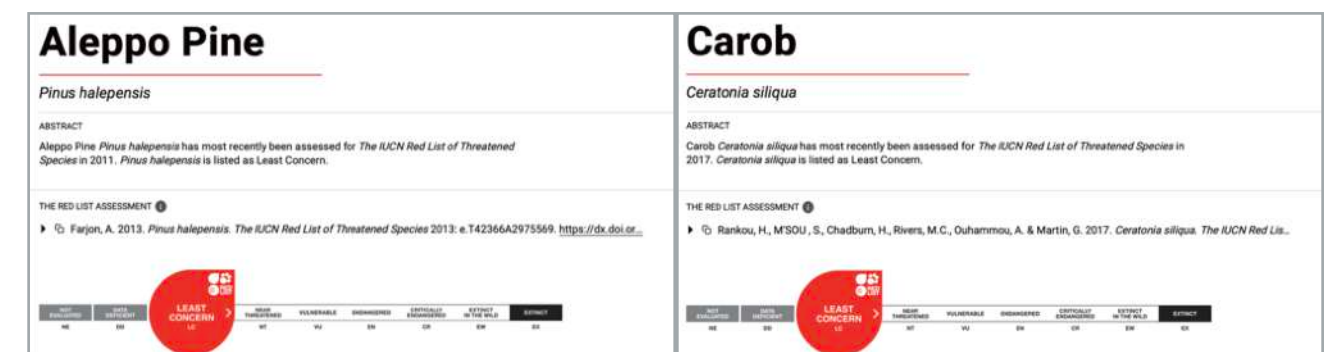 Aleppo Pine
Pinus halepensis
ABSTRACT
Aleppo Pine Pinus halepensis has most recently been assessed for The IUCN Red List of Threatened
Species in 2011. Pinus halepensis is listed as Least Concern.
THE RED LIST ASSESSMENT
Farjon, A. 2013. Pinus halepensis. The IUCN Red List of Threatened Species 2013: e.T42366A2975569. https://dx.doi.or...
NOT EVALUATED
DATA DEFICIENT
LEAST CONCERN
NEAR THREATENED
VULNERABLE
ENDANGERED
CRITICALLY ENDANGERED
EXTINCT IN THE WILD
EXTINCT
NE
DD
LC
NT
VU
EN
CR
EW
EX
Carob
Ceratonia siliqua
ABSTRACT
Carob Ceratonia siliqua has most recently been assessed for The IUCN Red List of Threatened Species in
2017. Ceratonia siliqua is listed as Least Concern.
THE RED LIST ASSESSMENT
Rankou, H., M'SOU , S., Chadburn, H., Rivers, M.C., Ouhammou, A. & Martin, G. 2017. Ceratonia siliqua. The IUCN Red Lis...
NOT EVALUATED
DATA DEFICIENT
LEAST CONCERN
NEAR THREATENED
VULNERABLE
ENDANGERED
CRITICALLY ENDANGERED
EXTINCT IN THE WILD
EXTINCT
NE
DD
LC
NT
VU
EN
CR
EW
EX